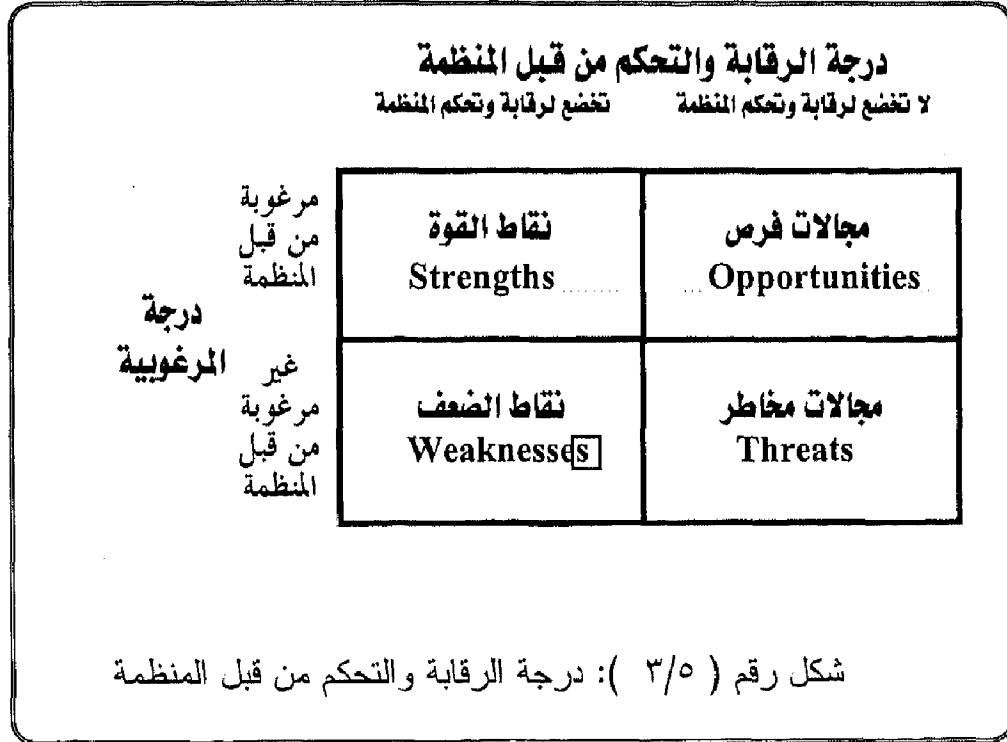 درجة الرقابة والتحكم من قبل المنظمة
لا تخضع لرقابة وتحكم المنظمة
تخضع لرقابة وتحكم المنظمة
مرغوبة
من قبل
المنظمة
مجالات فرص
Opportunities
نقاط القوة
Strengths
درجة
المرغوبية
غير
مرغوبة
من قبل
المنظمة
مجالات مخاطر
Threats
نقاط الضعف
Weaknesses
شكل رقم ( ٣/٥ ): درجة الرقابة والتحكم من قبل المنظمة